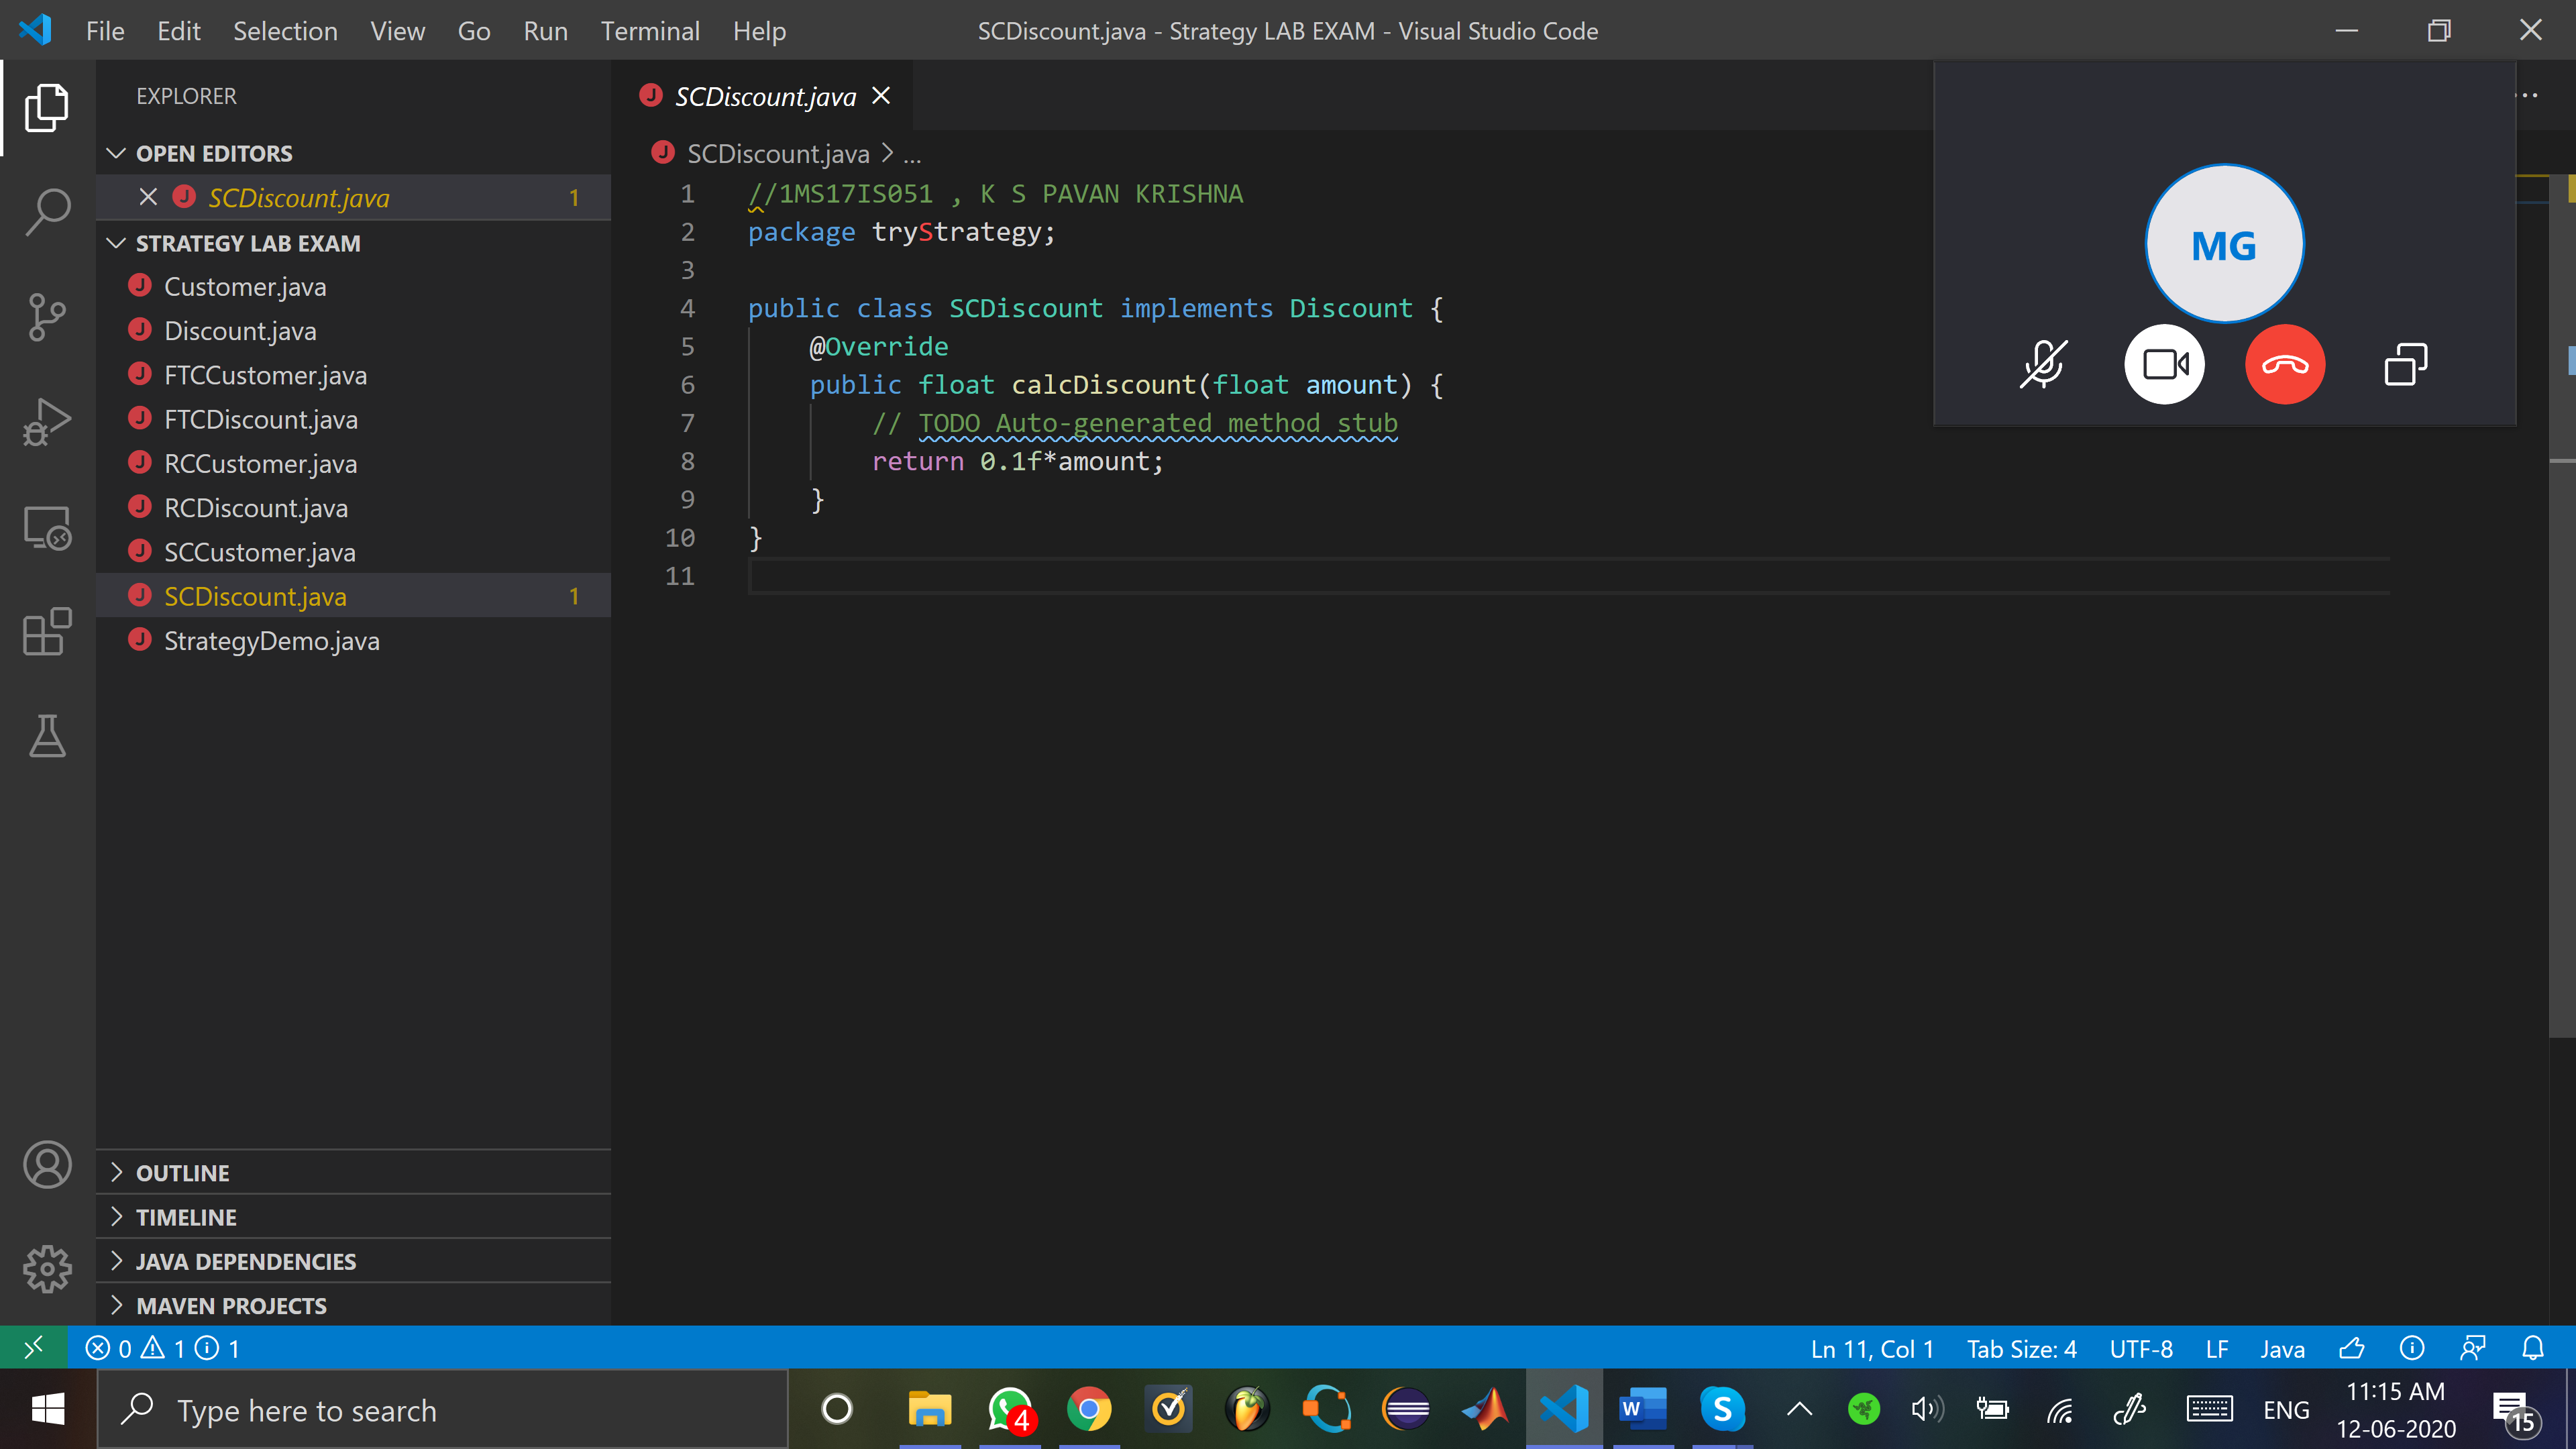 File Edit Selection View Go Run Terminal Help
SCDiscount.java - Strategy LAB EXAM - Visual Studio Code
EXPLORER
OPEN EDITORS
SCDiscount.java 1
STRATEGY LAB EXAM
Customer.java
Discount.java
FTCCustomer.java
FTCDiscount.java
RCCustomer.java
RCDiscount.java
SCCustomer.java
SCDiscount.java 1
StrategyDemo.java
OUTLINE
TIMELINE
JAVA DEPENDENCIES
MAVEN PROJECTS
SCDiscount.java
SCDiscount.java > ...
1 //1MS17IS051 , K S PAVAN KRISHNA
2 package tryStrategy;
3
4 public class SCDiscount implements Discount {
5 @Override
6 public float calcDiscount(float amount) {
7 // TODO Auto-generated method stub
8 return 0.1f*amount;
9 }
10 }
11
MG
0 1 1
Ln 11, Col 1 Tab Size: 4 UTF-8 LF Java
Type here to search
4
W
S
ENG
11:15 AM
12-06-2020
15